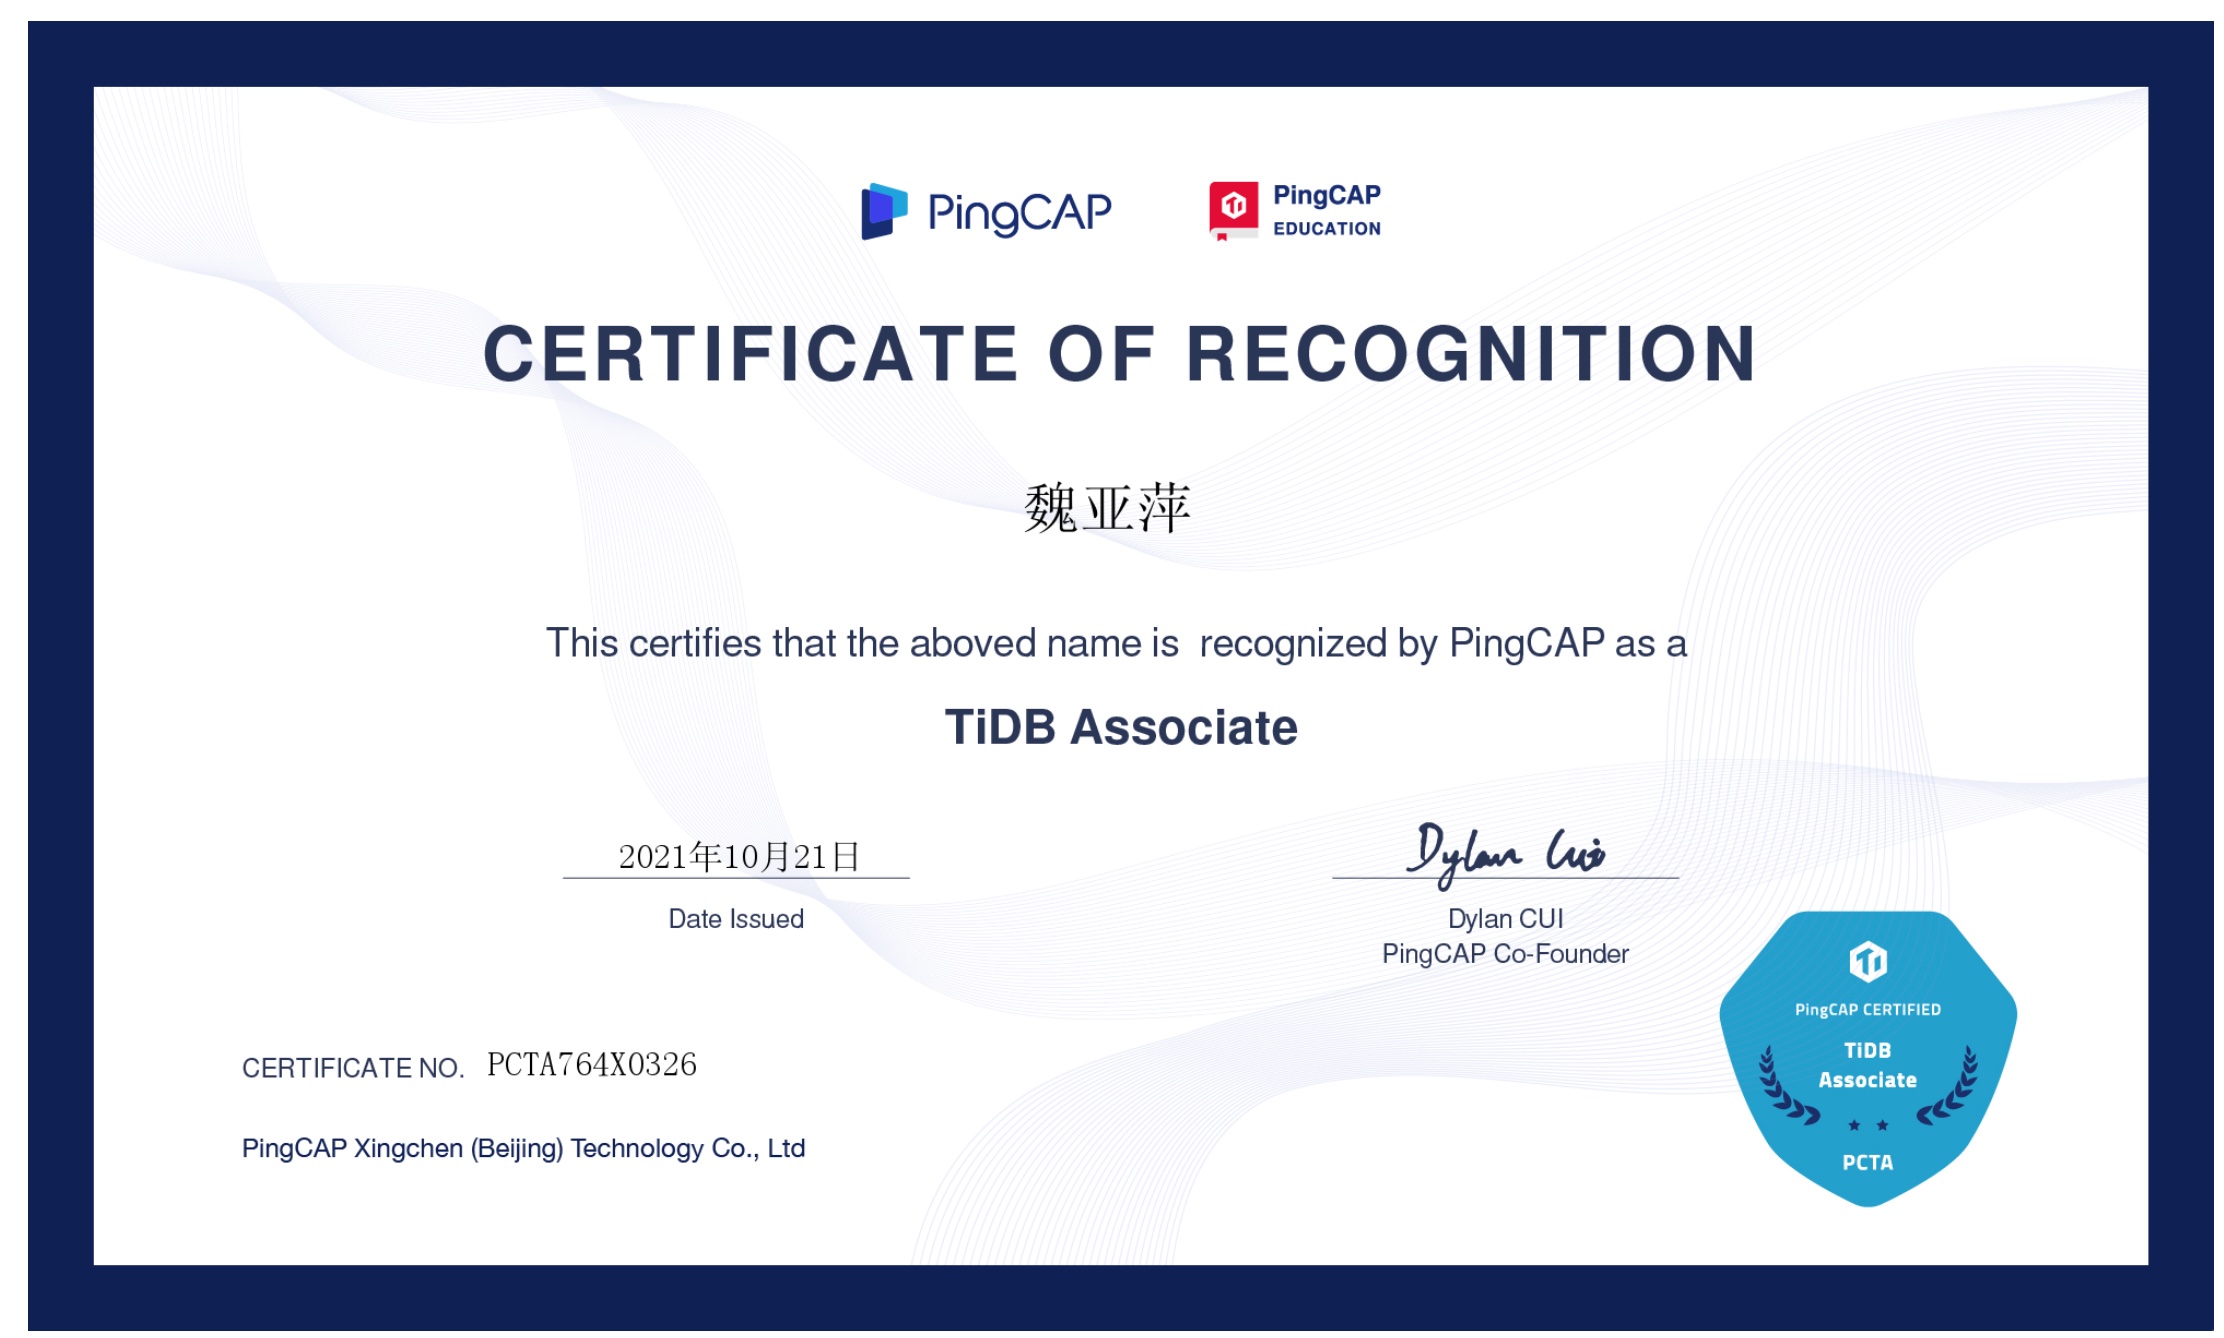 PingCAP
PingCAP
EDUCATION
CERTIFICATE OF RECOGNITION
魏亚萍
This certifies that the aboved name is recognized by PingCAP as a
TiDB Associate
2021年10月21日
Date Issued
Dylan Cui
Dylan CUI
PingCAP Co-Founder
CERTIFICATE NO. PCTA764X0326
PingCAP Xingchen (Beijing) Technology Co., Ltd
PingCAP CERTIFIED
TiDB
Associate
PCTA